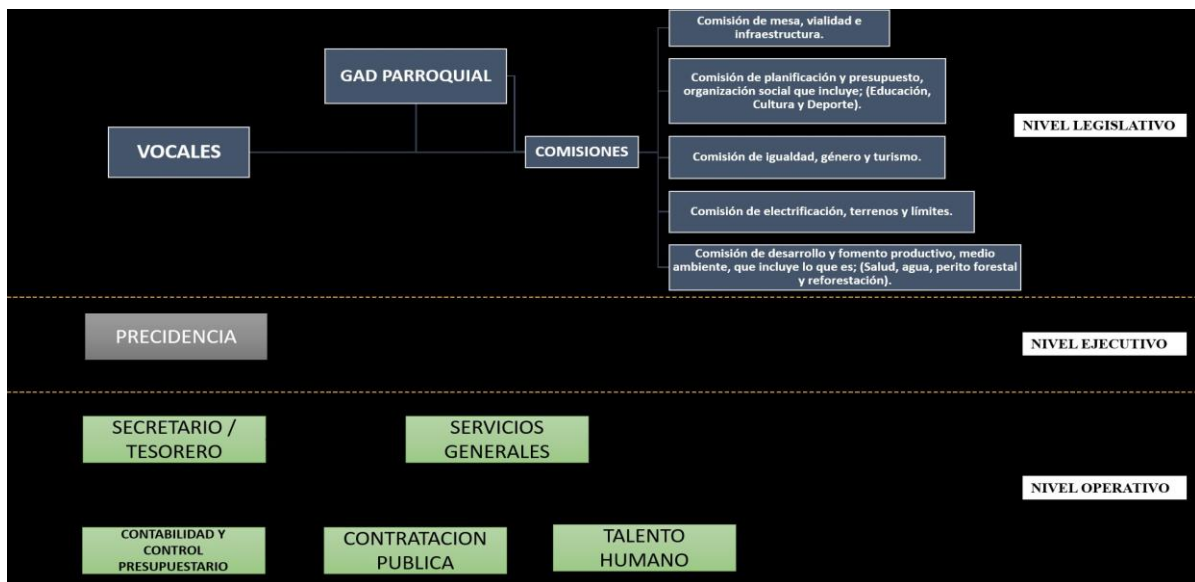 Comisión de mesa, vialidad e
infraestructura.
GAD PARROQUIAL
Comisión de planificación y presupuesto,
organización social que incluye; (Educación,
Cultura y Deporte).
NIVEL LEGISLATIVO
VOCALES
COMISIONES
Comisión de igualdad, género y turismo.
Comisión de electrificación, terrenos y límites.
Comisión de desarrollo y fomento productivo, medio
ambiente, que incluye lo que es; (Salud, agua, perito forestal
y reforestación).
PRECIDENCIA
NIVEL EJECUTIVO
SECRETARIO /
TESORERO
SERVICIOS
GENERALES
NIVEL OPERATIVO
CONTABILIDAD Y
CONTROL
PRESUPUESTARIO
CONTRATACION
PUBLICA
TALENTO
HUMANO